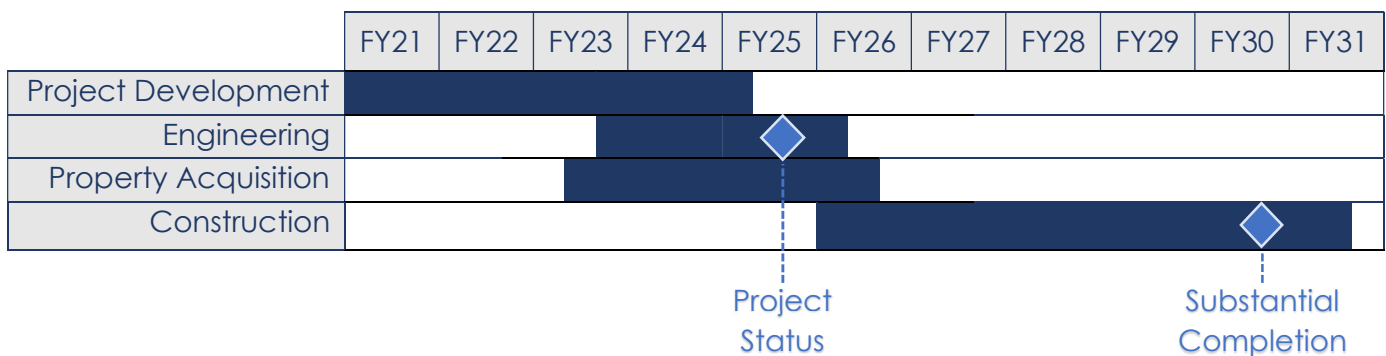 FY21 FY22 FY23 FY24 FY25 FY26 FY27 FY28 FY29 FY30 FY31
Project Development
Engineering
Property Acquisition
Construction
Project Substantial
Status Completion